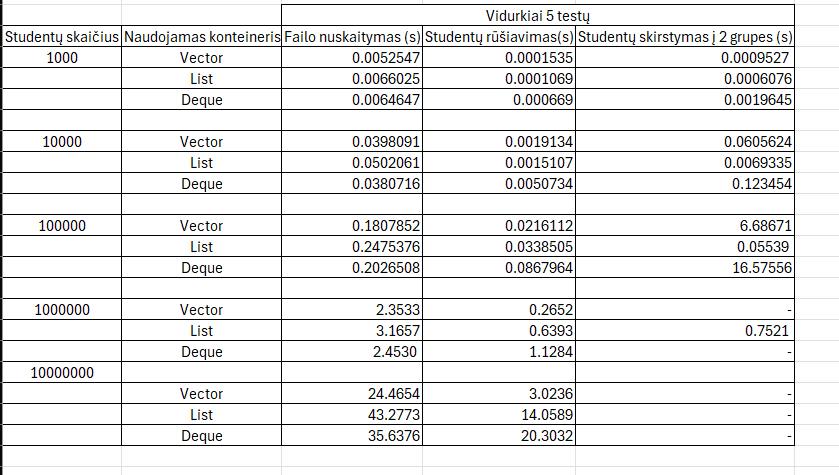 Vidurkiai 5 testų
Studentų skaičius Naudojamas konteineris Failo nuskaitymas (s) Studentų rūšiavimas(s) Studentų skirstymas į 2 grupes (s)
1000 Vector 0.0052547 0.0001535 0.0009527
List 0.0066025 0.0001069 0.0006076
Deque 0.0064647 0.000669 0.0019645
10000 Vector 0.0398091 0.0019134 0.0605624
List 0.0502061 0.0015107 0.0069335
Deque 0.0380716 0.0050734 0.123454
100000 Vector 0.1807852 0.0216112 6.68671
List 0.2475376 0.0338505 0.05539
Deque 0.2026508 0.0867964 16.57556
1000000 Vector 2.3533 0.2652 -
List 3.1657 0.6393 0.7521
Deque 2.4530 1.1284 -
10000000
Vector 24.4654 3.0236 -
List 43.2773 14.0589 -
Deque 35.6376 20.3032 -